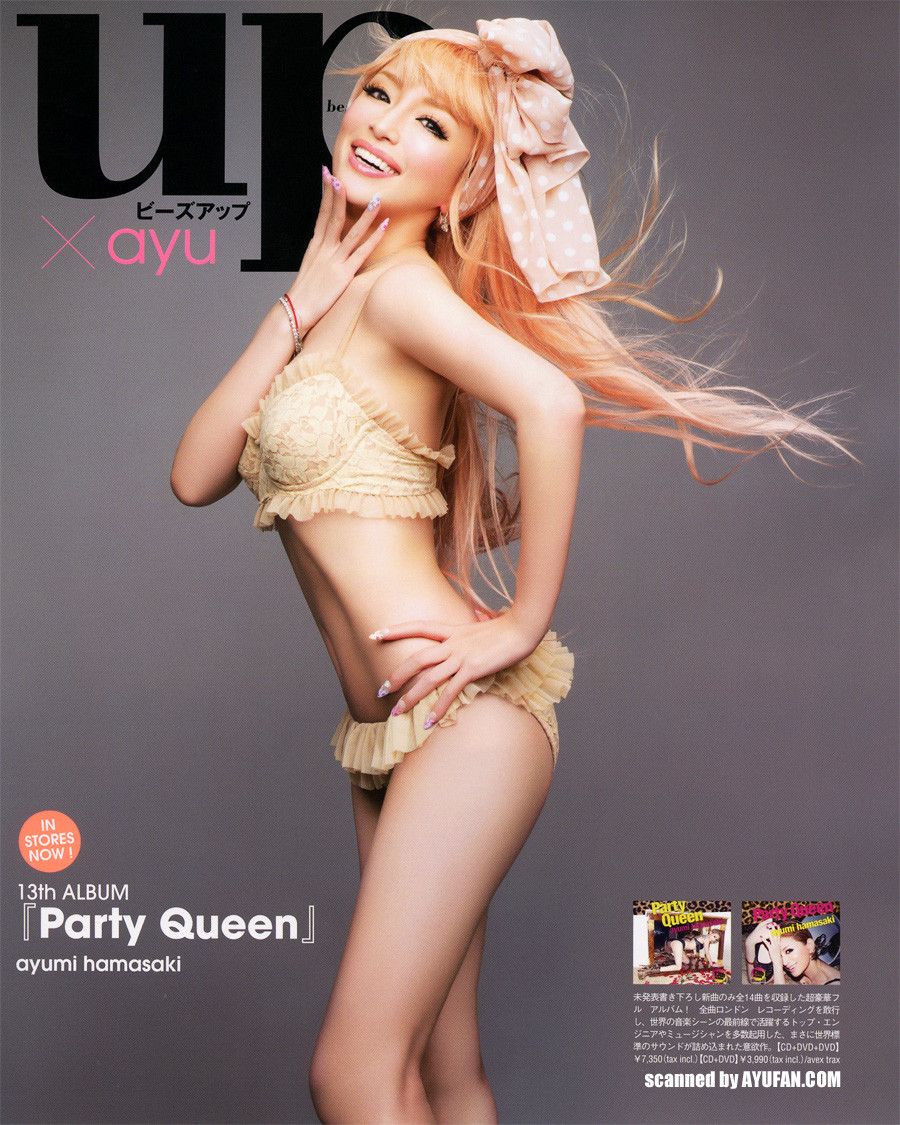 up
be
ビーズアップ
×ayu
IN
STORES
NOW!
13th ALBUM
『Party Queen』
ayumi hamasaki
Party
Queen
ayumi hamasaki
Party Queen
ayumi hamasaki
未発表書き下ろし新曲のみ全14曲を収録した超豪華フ
ル アルバム! 全曲ロンドン レコーディングを敢行
し、世界の音楽シーンの最前線で活躍するトップ・エン
ジニアやミュージシャンを多数起用した、まさに世界標
準のサウンドが詰め込まれた意欲作。【CD+DVD+DVD】
¥7,350(tax incl.)【CD+DVD】¥3,990(tax incl.)/avex trax
scanned by AYUFAN.COM